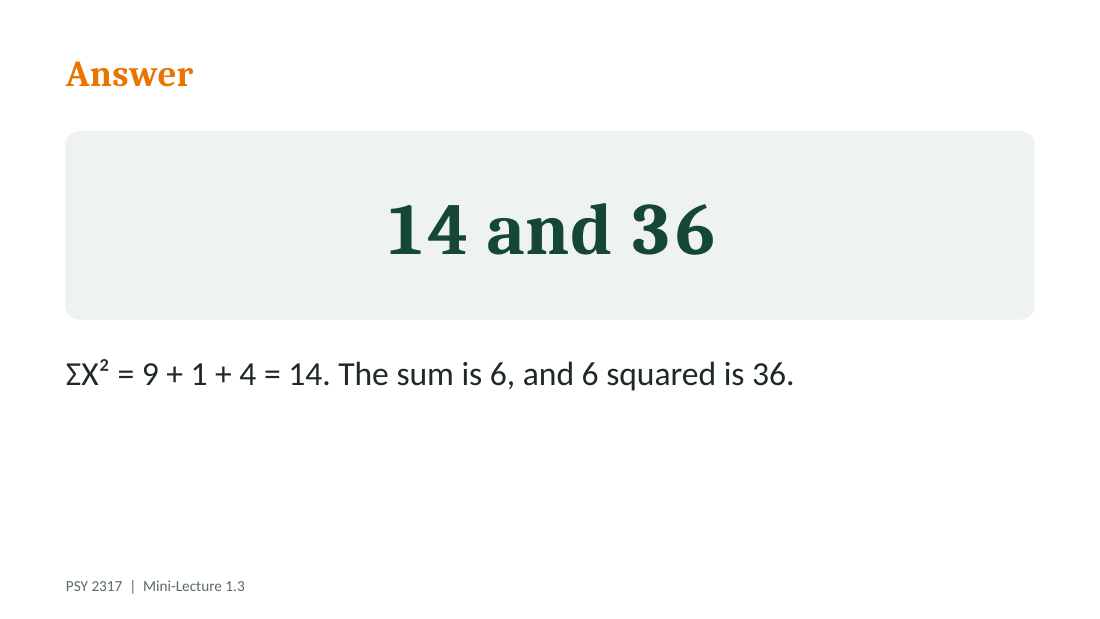 Answer
14 and 36
ΣX² = 9 + 1 + 4 = 14. The sum is 6, and 6 squared is 36.
PSY 2317 | Mini-Lecture 1.3